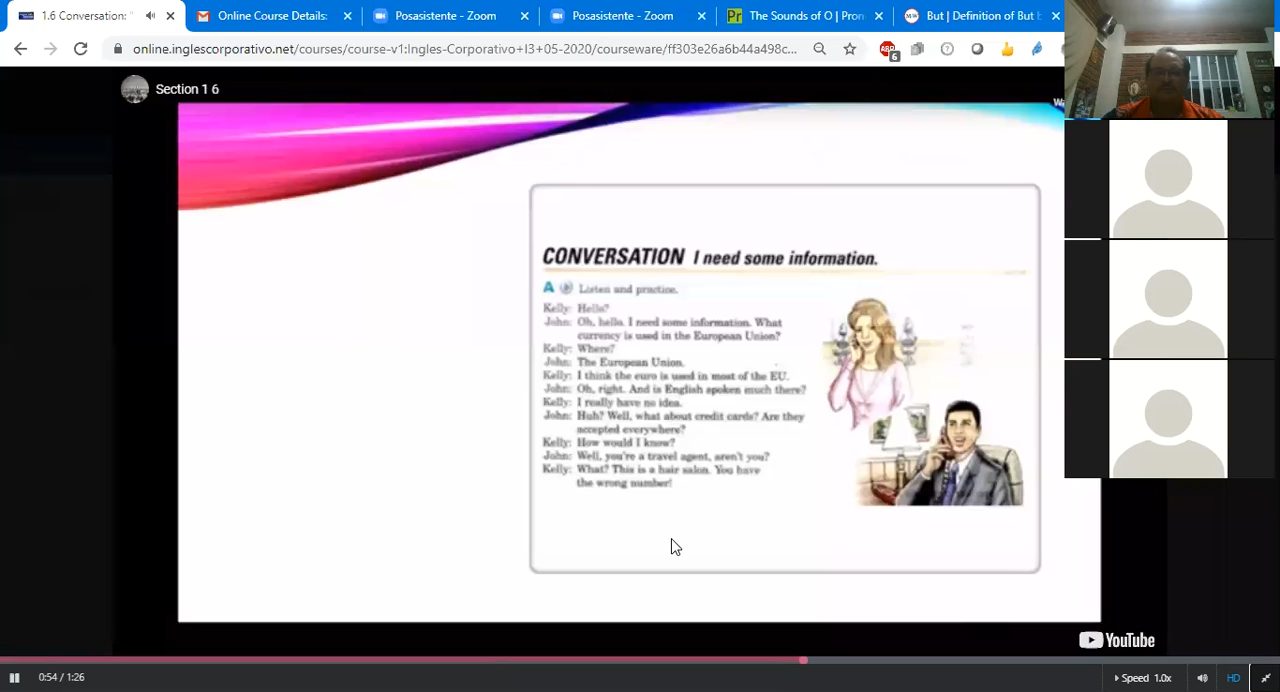 1.6 Conversation: "
Online Course Details:
Posasistente - Zoom
Posasistente - Zoom
Pr
The Sounds of O | Pron
But | Definition of But b
online.inglescorporativo.net/courses/course-v1:Ingles-Corporativo+I3+05-2020/courseware/ff303e26a6b44a498c...
6
Section 1 6
CONVERSATION I need some information.
A Listen and practice.
Kelly: Hello?
John: Oh, hello. I need some information. What
currency is used in the European Union?
Kelly: Where?
John: The European Union.
Kelly: I think the euro is used in most of the EU.
John: Oh, right. And is English spoken much there?
Kelly: I really have no idea.
John: Huh? Well, what about credit cards? Are they
accepted everywhere?
Kelly: How would I know?
John: Well, you're a travel agent, aren't you?
Kelly: What? This is a hair salon. You have
the wrong number!
YouTube
0:54 / 1:26
Speed 1.0x
HD